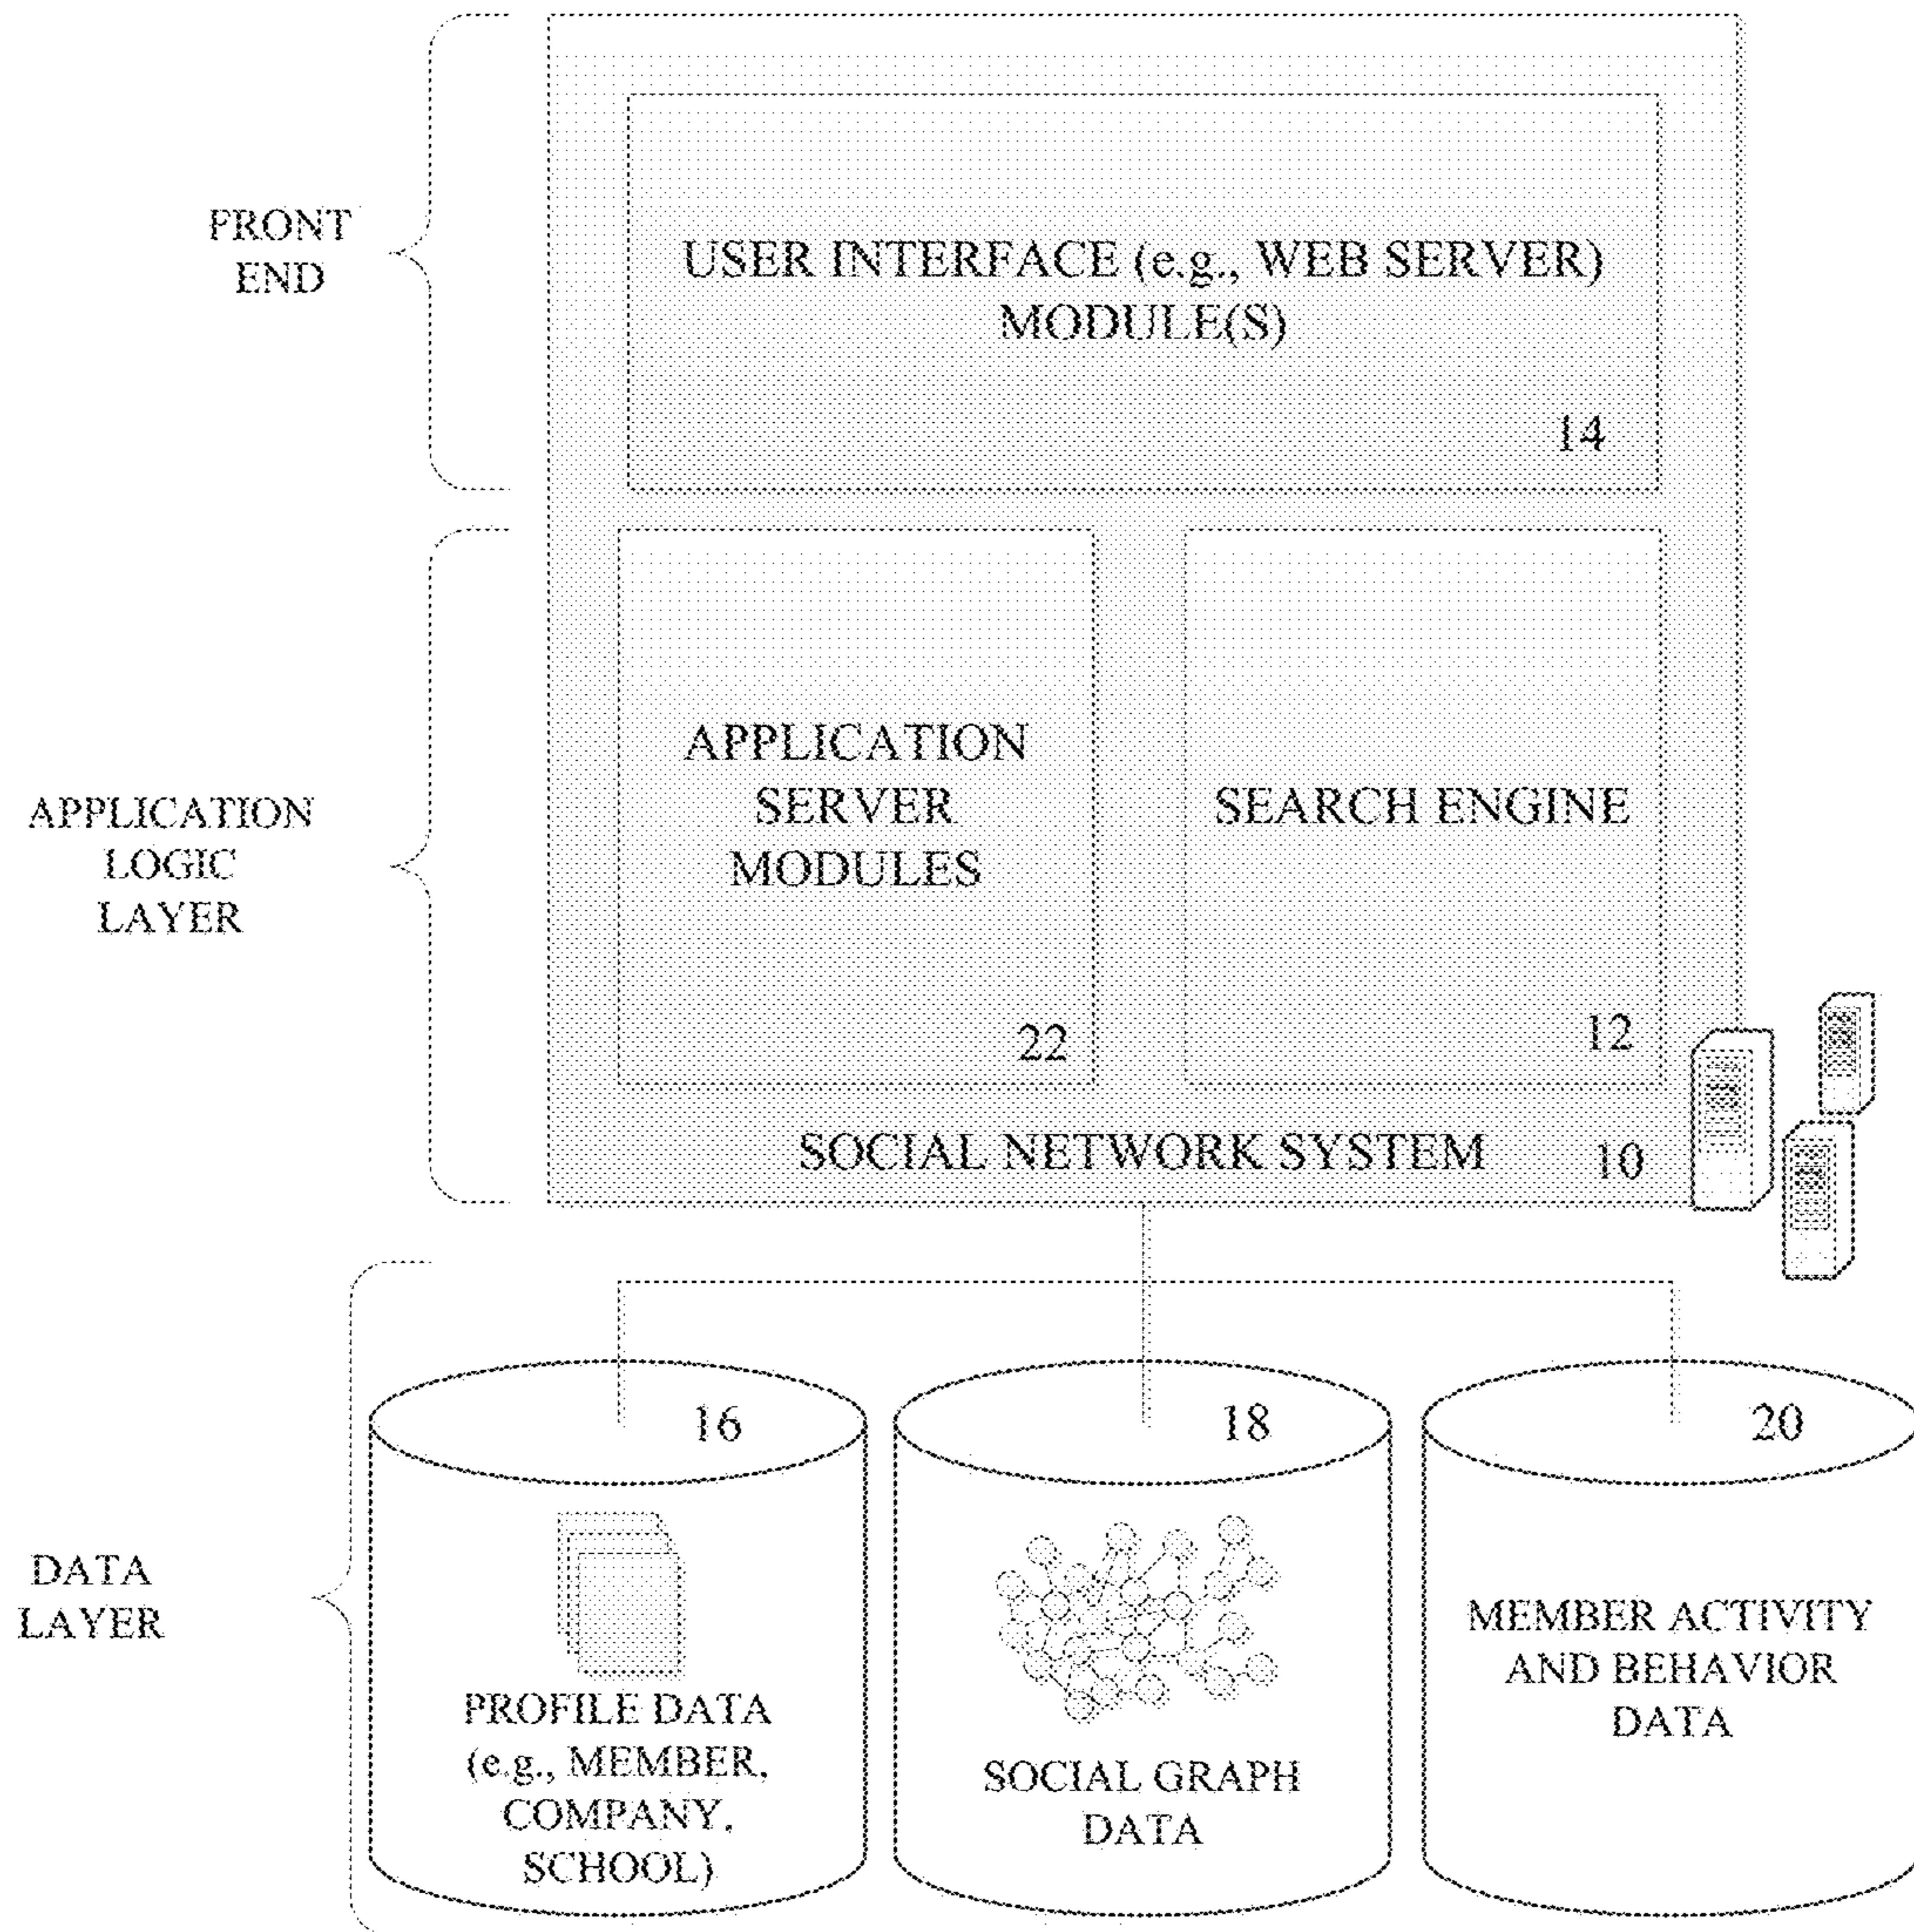 FRONT
END
USER INTERFACE (e.g., WEB SERVER)
MODULE(S)
14
APPLICATION
LOGIC
LAYER
APPLICATION
SERVER
MODULES
22
SEARCH ENGINE
12
SOCIAL NETWORK SYSTEM
10
DATA
LAYER
16
PROFILE DATA
(e.g., MEMBER,
COMPANY,
SCHOOL)
18
SOCIAL GRAPH
DATA
20
MEMBER ACTIVITY
AND BEHAVIOR
DATA